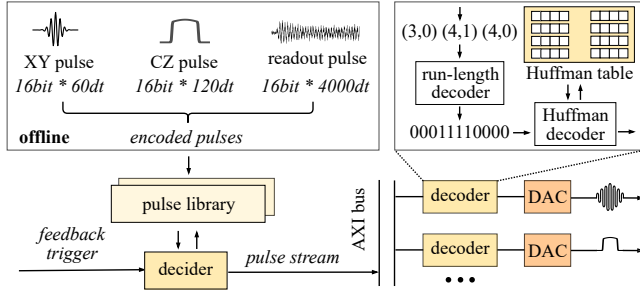 XY pulse
16bit * 60dt
CZ pulse
16bit * 120dt
readout pulse
16bit * 4000dt
offline
encoded pulses
(3,0) (4,1) (4,0)
run-length
decoder
00011110000
Huffman table
Huffman
decoder
pulse library
feedback
trigger
decider
pulse stream
AXI bus
decoder
DAC
decoder
DAC